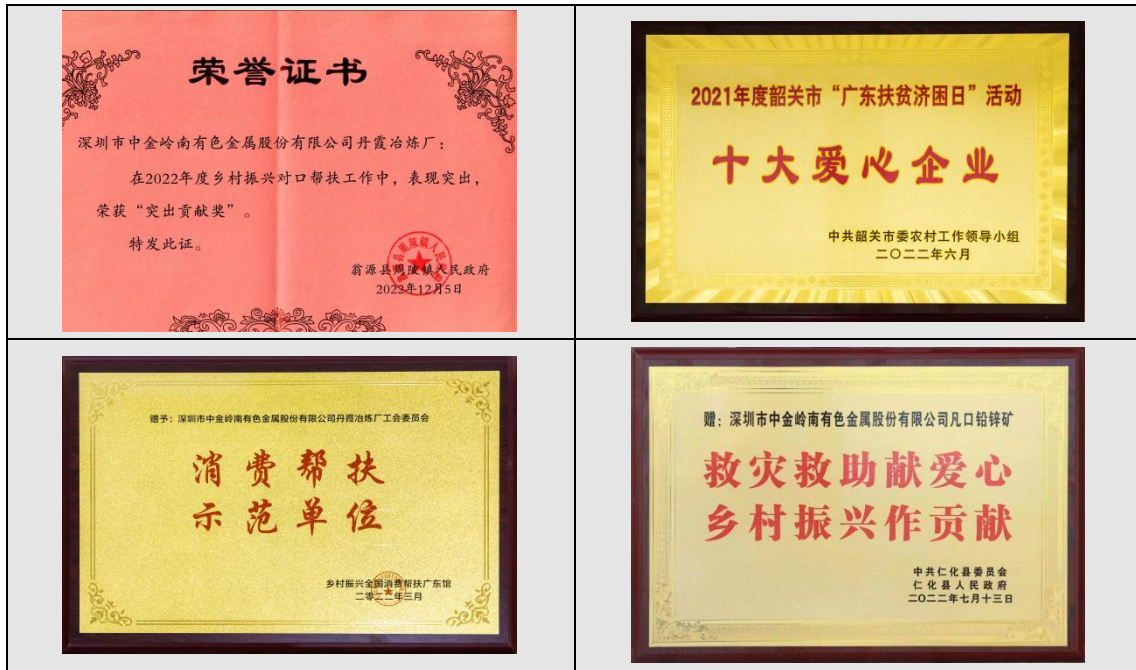 荣誉证书
深圳市中金岭南有色金属股份有限公司丹霞冶炼厂：
在2022年度乡村振兴对口帮扶工作中，表现突出，
荣获“突出贡献奖”。
特发此证。
翁源县周陂镇人民政府
2022年12月5日
2021年度韶关市“广东扶贫济困日”活动
十大爱心企业
中共韶关市委农村工作领导小组
二〇二二年六月
赠予：深圳市中金岭南有色金属股份有限公司丹霞冶炼厂工会委员会
消费帮扶
示范单位
乡村振兴全国消费帮扶广东馆
二零二二年三月
赠：深圳市中金岭南有色金属股份有限公司凡口铅锌矿
救灾救助献爱心
乡村振兴作贡献
中共仁化县委员会
仁化县人民政府
二〇二二年七月十三日